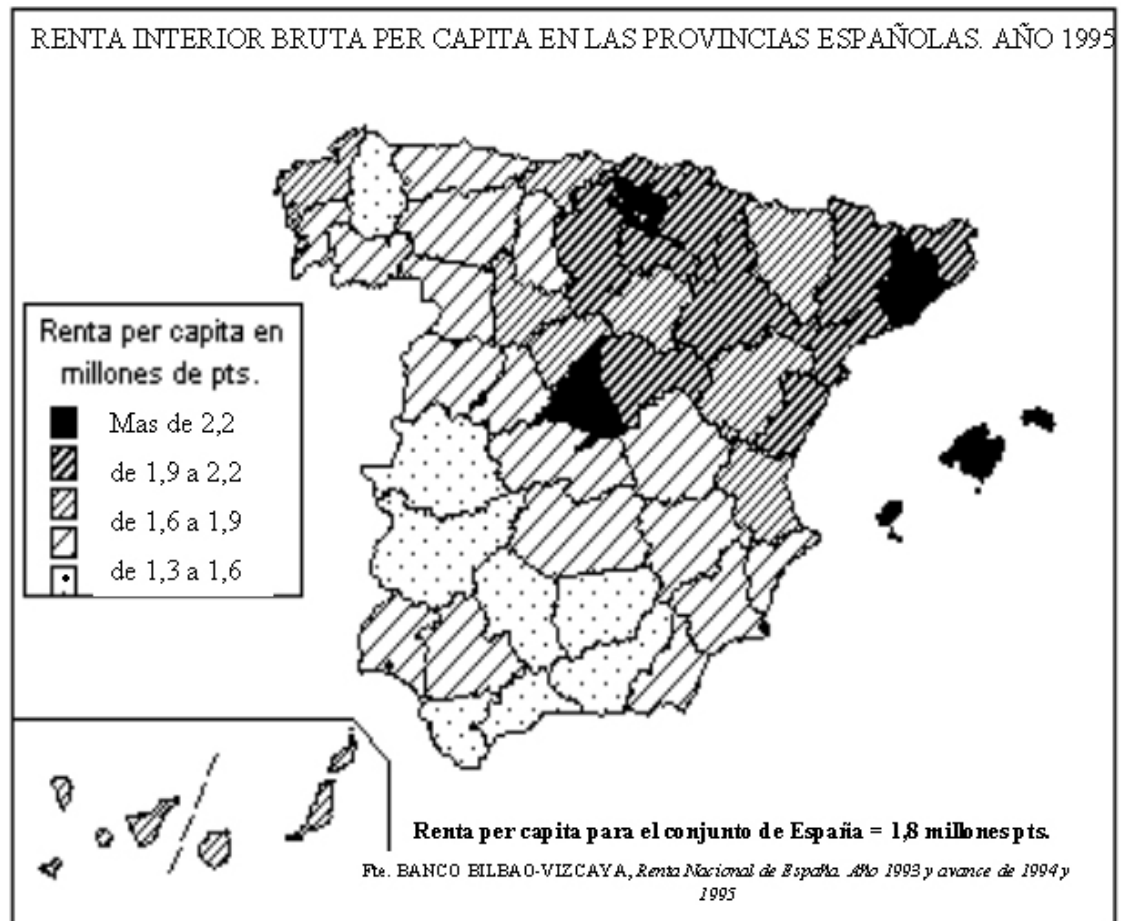 RENTA INTERIOR BRUTA PER CAPITA EN LAS PROVINCIAS ESPAÑOLAS. AÑO 1995
Renta per capita en
millones de pts.
Mas de 2,2
de 1,9 a 2,2
de 1,6 a 1,9
de 1,3 a 1,6
Renta per capita para el conjunto de España = 1,8 millones pts.
Fte. BANCO BILBAO-VIZCAYA, Renta Nacional de España. Año 1993 y avance de 1994 y
1995